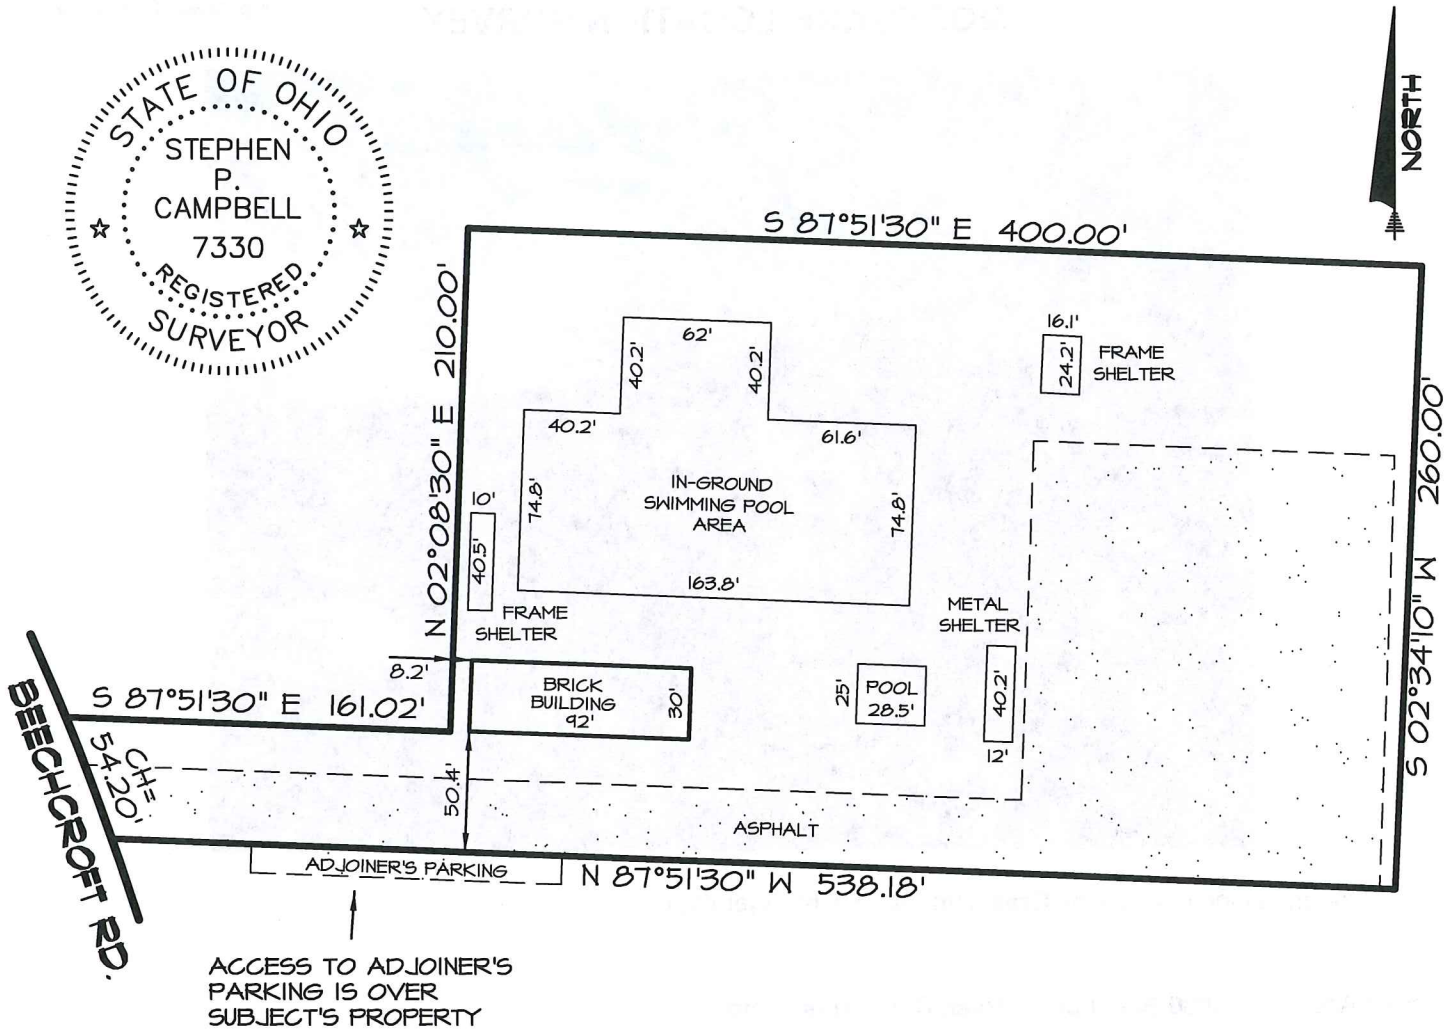 STATE OF OHIO
STEPHEN
P.
CAMPBELL
7330
REGISTERED
SURVEYOR
NORTH
S 87°51'30" E 400.00'
N 02°08'30" E 210.00'
62'
40.2'
40.2'
40.2'
61.6'
74.8'
74.8'
IN-GROUND
SWIMMING POOL
AREA
163.8'
16.1'
24.2'
FRAME
SHELTER
S 02°34'10" W 260.00'
10'
40.5'
FRAME
SHELTER
METAL
SHELTER
40.2'
12'
8.2'
BRICK
BUILDING
92'
30'
25'
POOL
28.5'
S 87°51'30" E 161.02'
BEECHCROFT RD.
CH=
54.20'
50.4'
ASPHALT
ADJOINER'S PARKING
N 87°51'30" W 538.18'
ACCESS TO ADJOINER'S
PARKING IS OVER
SUBJECT'S PROPERTY